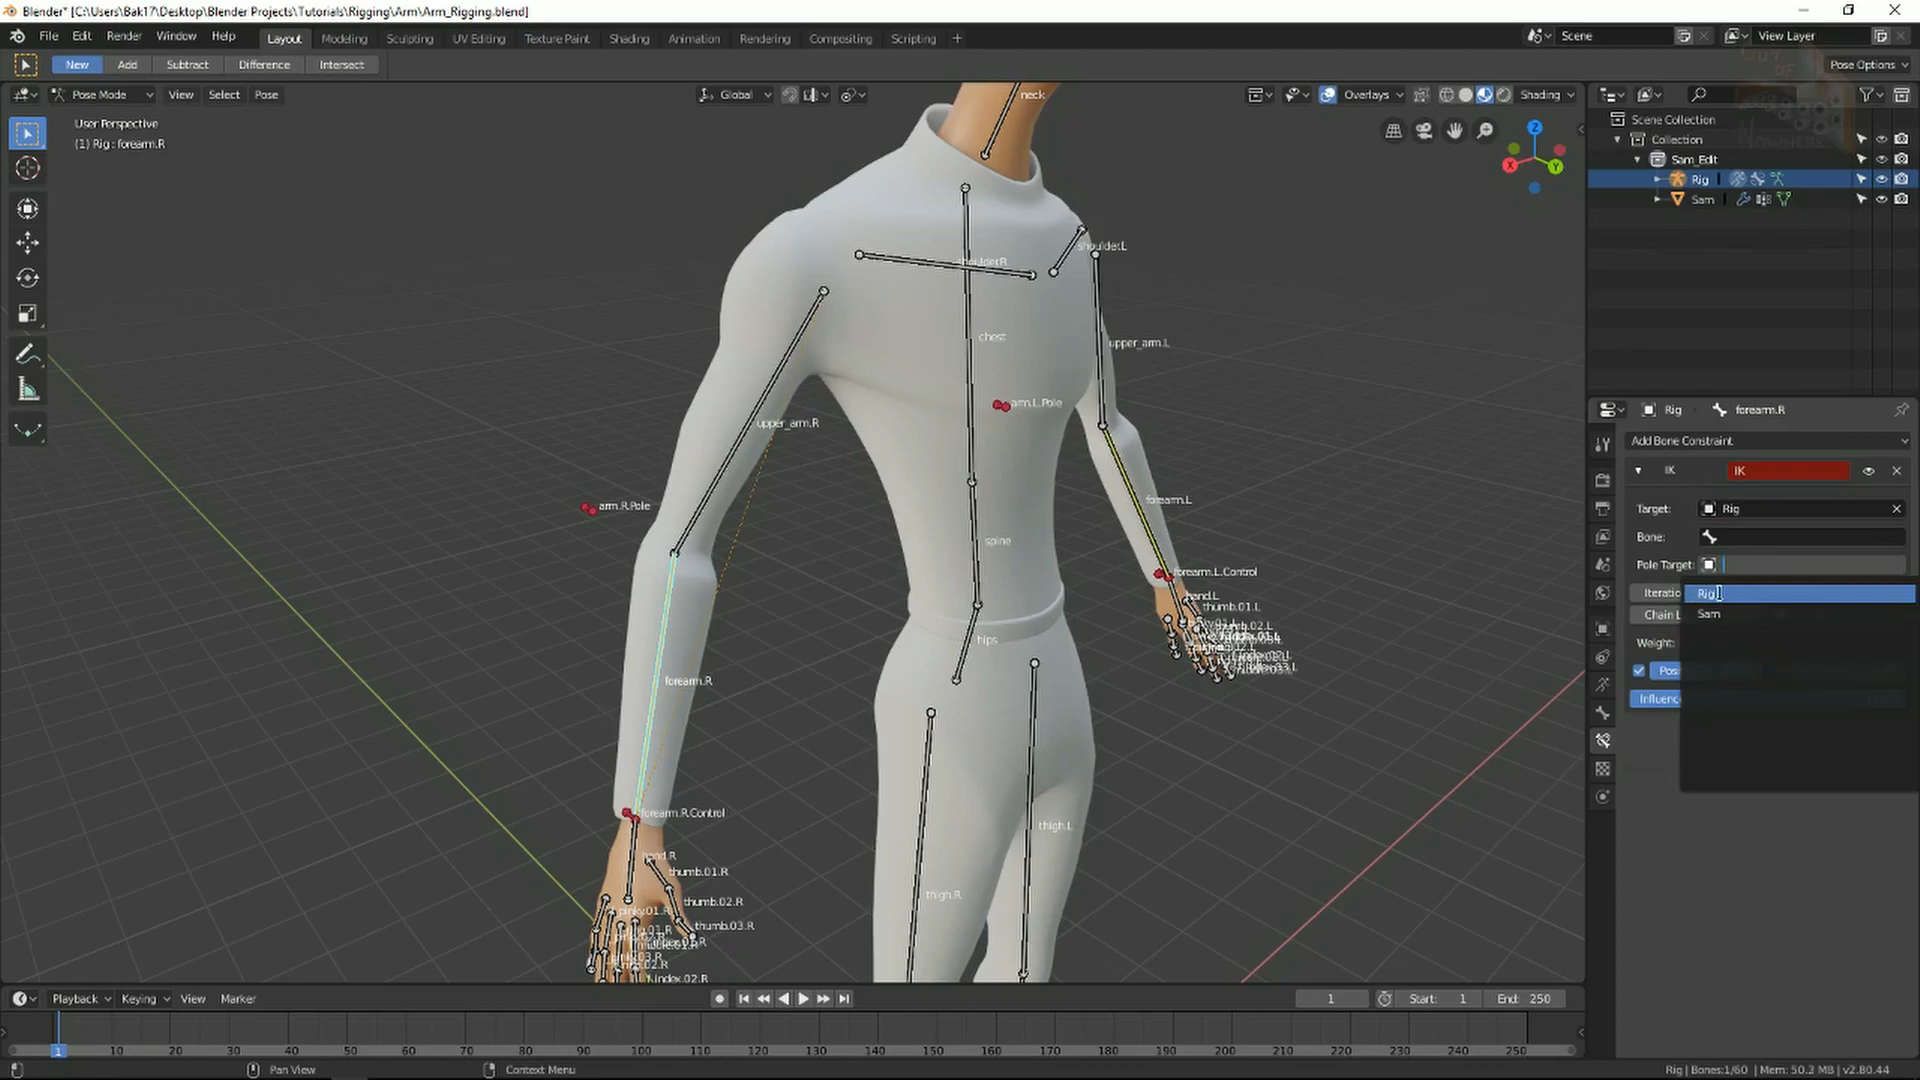 Blender* [C:\Users\Bak17\Desktop\Blender Projects\Tutorials\Rigging\Arm\Arm_Rigging.blend]
File Edit Render Window Help Layout Modeling Sculpting UV Editing Texture Paint Shading Animation Rendering Compositing Scripting + Scene View Layer
New Add Subtract Difference Intersect Pose Options
Pose Mode View Select Pose Global Overlays Shading
User Perspective
(1) Rig : forearm.R
neck
shoulder.L
shoulder.R
chest
upper_arm.L
arm.L.Pole
upper_arm.R
forearm.L
arm.R.Pole
spine
forearm.L.Control
hand.L
thumb.01.L
hips
forearm.R
forearm.R.Control
thigh.L
hand.R
thumb.01.R
thigh.R
thumb.02.R
pinky.01.R
thumb.03.R
index.02.R
Z
X
Y
Scene Collection
Collection
Sam_Edit
Rig
Sam
Rig forearm.R
Add Bone Constraint
IK IK
Target: Rig
Bone:
Pole Target:
Iteratio Rig
Chain L Sam
Weight:
Pos
Influenc
Playback Keying View Marker 1 Start: 1 End: 250
1 10 20 30 40 50 60 70 80 90 100 110 120 130 140 150 160 170 180 190 200 210 220 230 240 250
Pan View Context Menu Rig | Bones:1/60 | Mem: 50.3 MB | v2.80.44